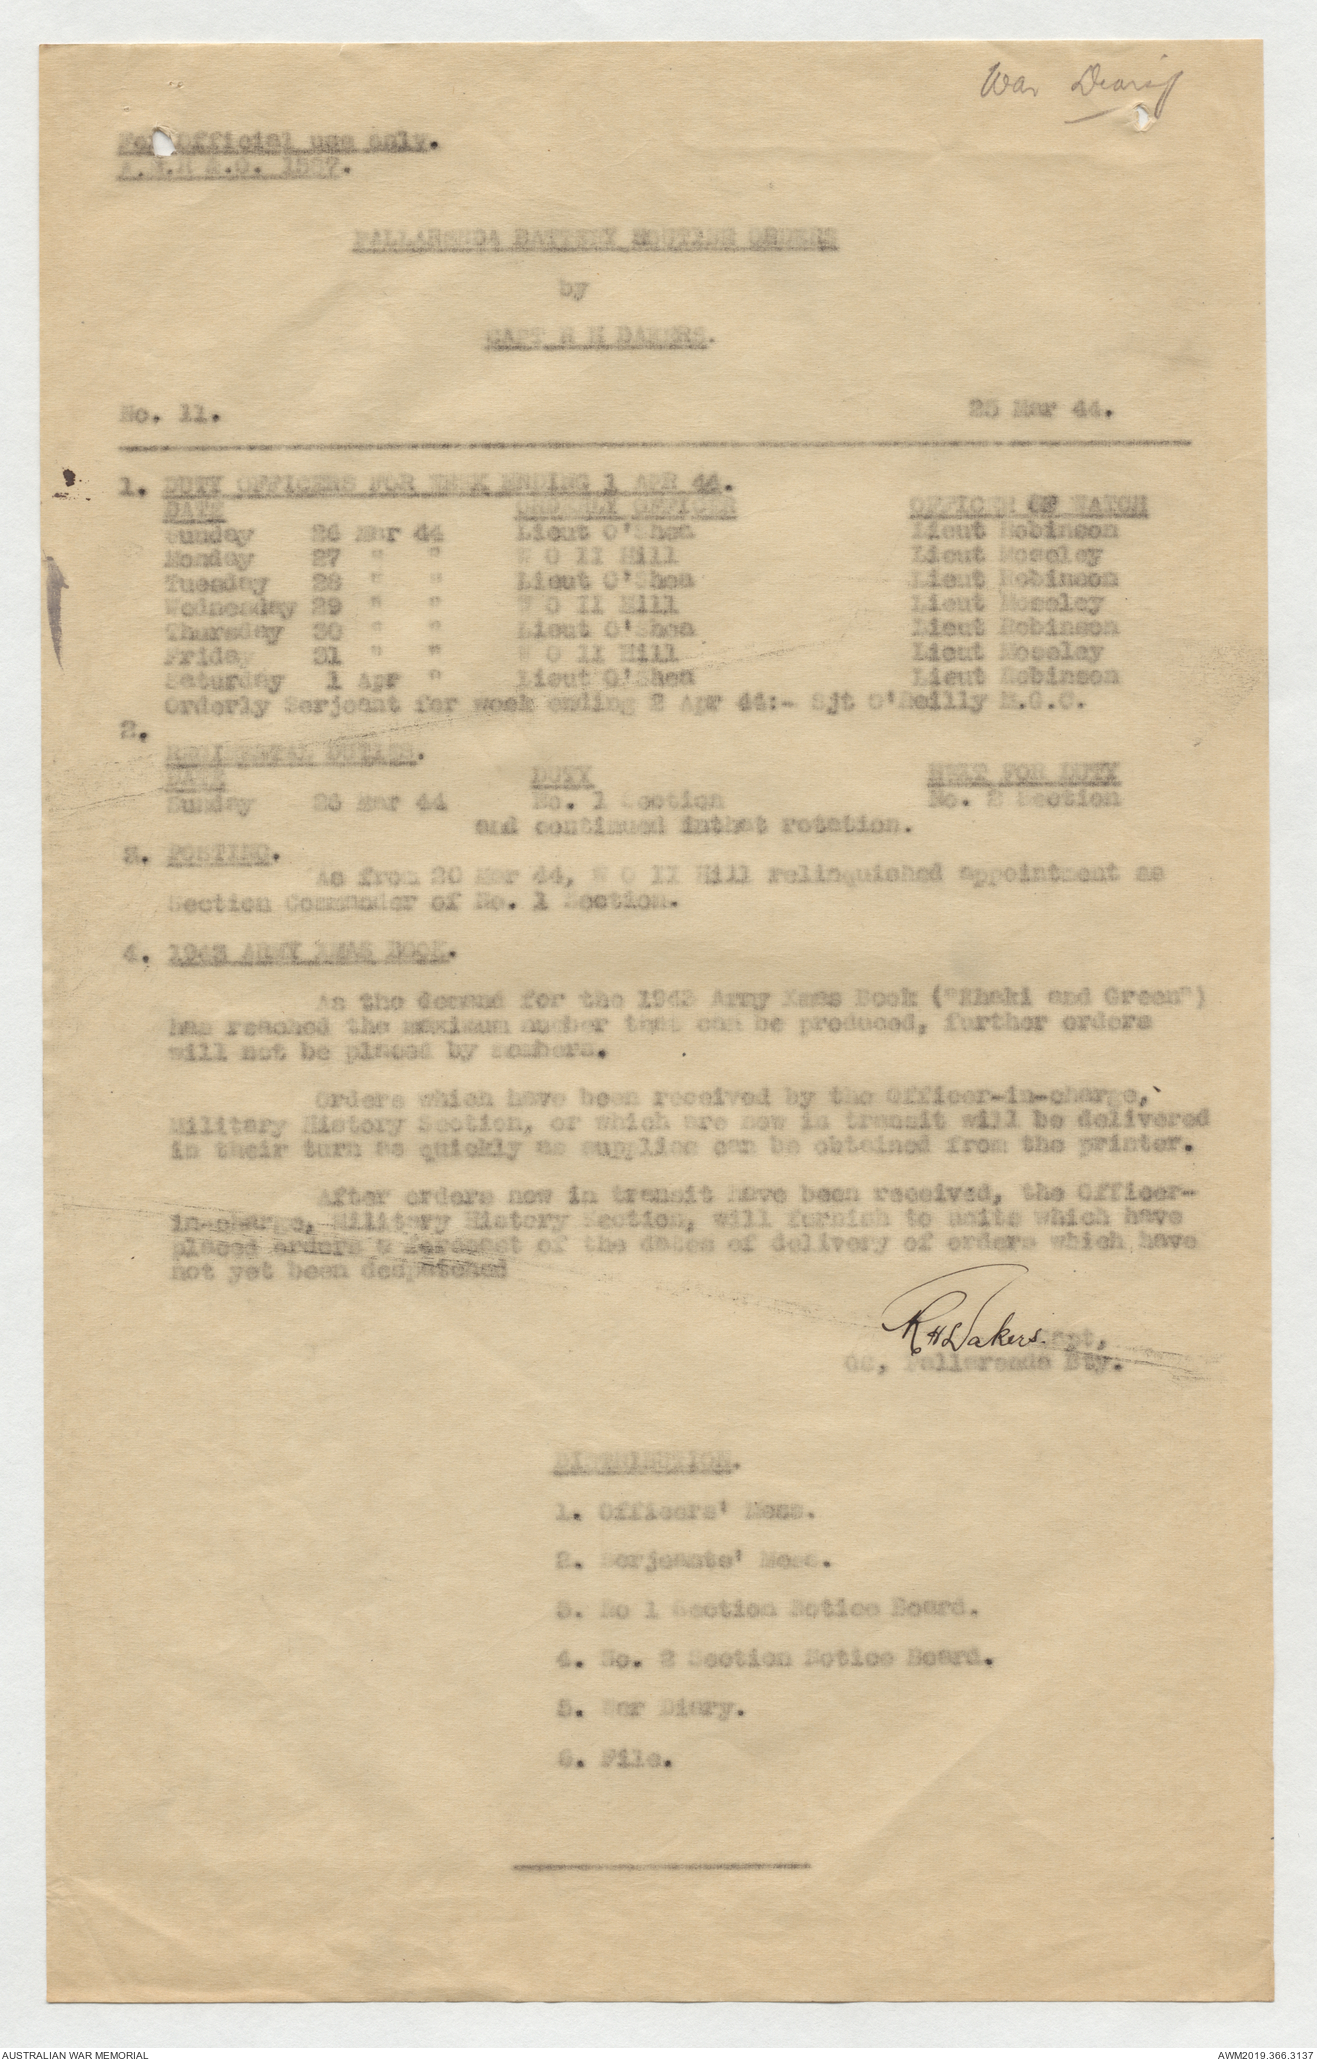 War Diary
For Official use only.
A.M.R & O. 1527.
PALLARENDA BATTERY ROUTINE ORDERS
by
CAPT R H DAKERS.
No. 11. 25 Mar 44.
1. DUTY OFFICERS FOR WEEK ENDING 1 APR 44.
DATE ORDERLY OFFICER OFFICER OF WATCH
Sunday 26 Mar 44 Lieut O'Shea Lieut Robinson
Monday 27 " " W O II Hill Lieut Moseley
Tuesday 28 " " Lieut O'Shea Lieut Robinson
Wednesday 29 " " W O II Hill Lieut Moseley
Thursday 30 " " Lieut O'Shea Lieut Robinson
Friday 31 " " W O II Hill Lieut Moseley
Saturday 1 Apr " Lieut O'Shea Lieut Robinson
Orderly Serjeant for week ending 2 Apr 44:- Sjt O'Reilly M.G.C.
2.
REGIMENTAL DUTIES.
DATE DUTY NEXT FOR DUTY
Sunday 26 Mar 44 No. 1 Section No. 2 Section
and continued inthat rotation.
3. POSTING.
As from 20 Mar 44, W O II Hill relinquished appointment as
Section Commander of No. 1 Section.
4. 1943 ARMY XMAS BOOK.
As the demand for the 1943 Army Xmas Book ("Khaki and Green")
has reached the maximum number that can be produced, further orders
will not be placed by members.
Orders which have been received by the Officer-in-charge,
Military History Section, or which are now in transit will be delivered
in their turn as quickly as supplies can be obtained from the printer.
After orders now in transit have been received, the Officer-
in-charge, Military History Section, will furnish to units which have
placed orders a forecast of the dates of delivery of orders which have
not yet been despatched
R H Dakers. Capt,
OC, Pallarenda Bty.
DISTRIBUTION.
1. Officers' Mess.
2. Serjeants' Mess.
3. No 1 Section Notice Board.
4. No. 2 Section Notice Board.
5. War Diary.
6. File.
AUSTRALIAN WAR MEMORIAL AWM2019.366.3137